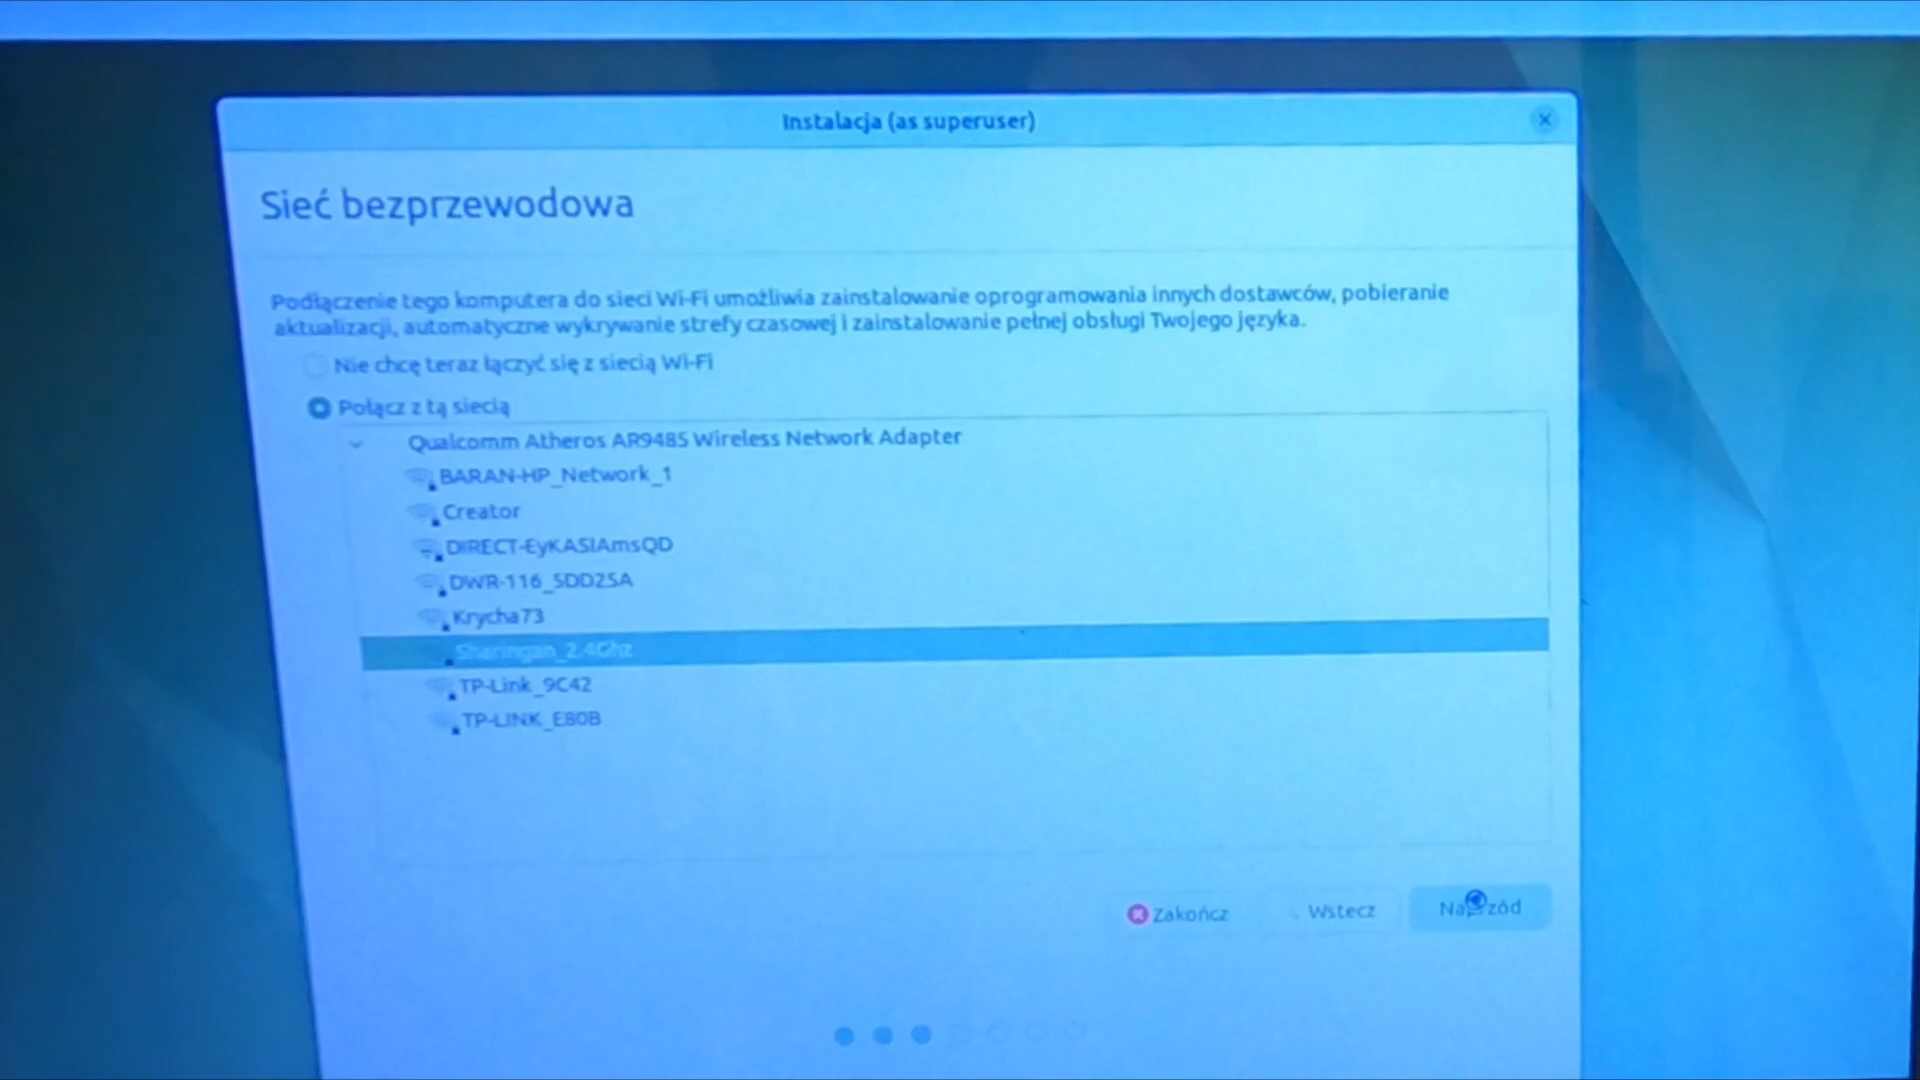 Instalacja (as superuser)
Sieć bezprzewodowa
Podłączenie tego komputera do sieci Wi-Fi umożliwia zainstalowanie oprogramowania innych dostawców, pobieranie
aktualizacji, automatyczne wykrywanie strefy czasowej i zainstalowanie pełnej obsługi Twojego języka.
Nie chcę teraz łączyć się z siecią Wi-Fi
Połącz z tą siecią
Qualcomm Atheros AR9485 Wireless Network Adapter
BARAN-HP_Network_1
Creator
DIRECT-EyKASIAmsQD
DWR-116_5DD25A
Krycha73
Sharingan_2.4Ghz
TP-Link_9C42
TP-LINK_E80B
Zakończ
Wstecz
Naprzód